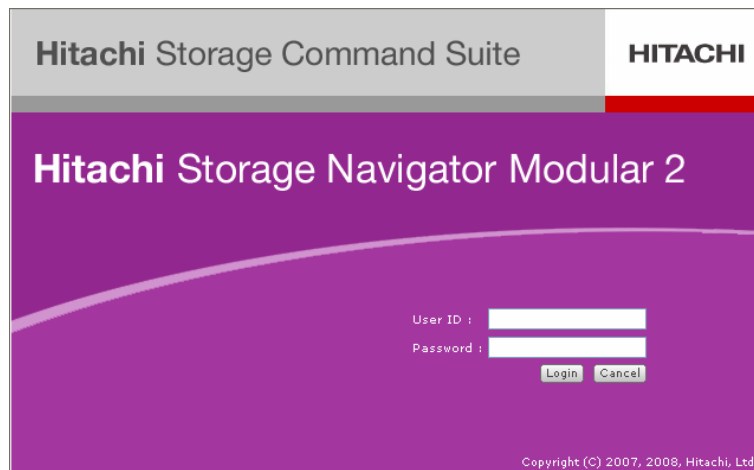 Hitachi Storage Command Suite
HITACHI
Hitachi Storage Navigator Modular 2
User ID :
Password :
Login Cancel
Copyright (C) 2007, 2008, Hitachi, Ltd